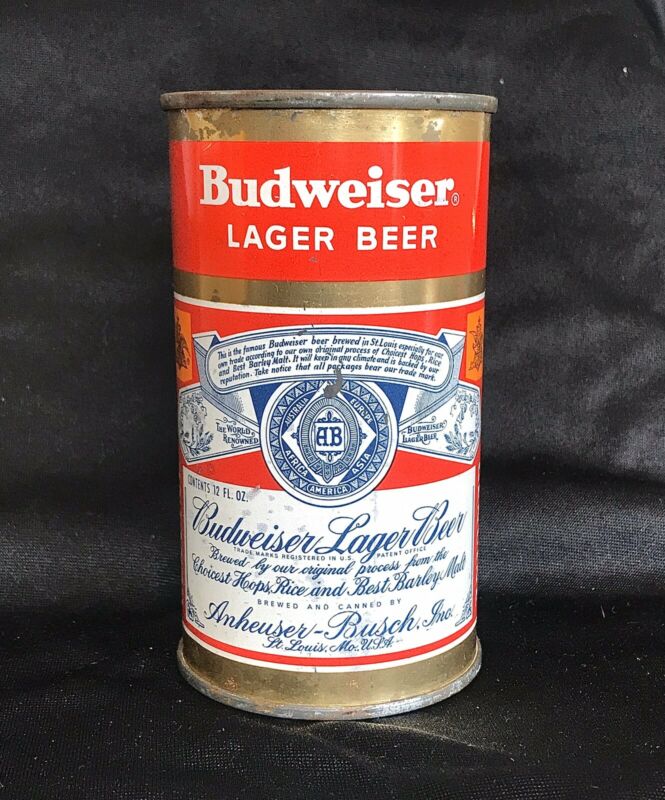 Budweiser®
LAGER BEER
This is the famous Budweiser beer brewed in St. Louis especially for our
own trade according to our own original process of Choicest Hops, Rice
and Best Barley Malt. It will keep in any climate and is backed by our
reputation. Take notice that all packages bear our trade mark.
THE WORLD
RENOWNED
AUSTRALIA
EUROPE
AB
AFRICA
ASIA
AMERICA
BUDWEISER
LAGER BEER
CONTENTS 12 FL. OZ.
Budweiser Lager Beer
TRADE MARKS REGISTERED IN U.S. PATENT OFFICE
Brewed by our original process from the
Choicest Hops, Rice and Best Barley Malt
BREWED AND CANNED BY
Anheuser-Busch, Inc.
St. Louis, Mo. U.S.A.